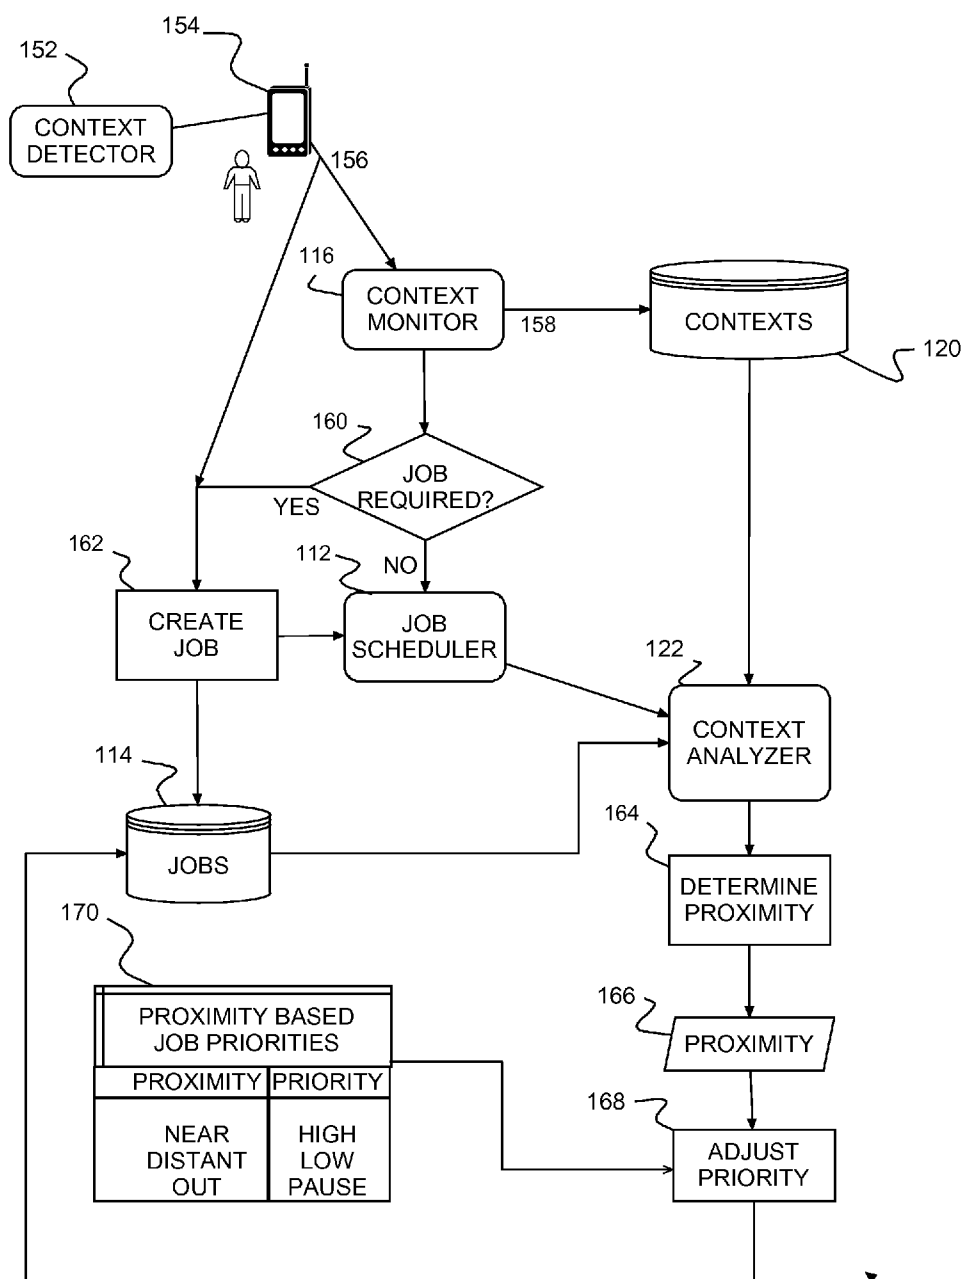 154
152
CONTEXT
DETECTOR
156
116
CONTEXT
MONITOR
158
CONTEXTS
120
160
JOB
REQUIRED?
YES
NO
162
112
CREATE
JOB
JOB
SCHEDULER
122
CONTEXT
ANALYZER
114
JOBS
164
DETERMINE
PROXIMITY
170
PROXIMITY BASED
JOB PRIORITIES
PROXIMITY PRIORITY
NEAR HIGH
DISTANT LOW
OUT PAUSE
166
PROXIMITY
168
ADJUST
PRIORITY